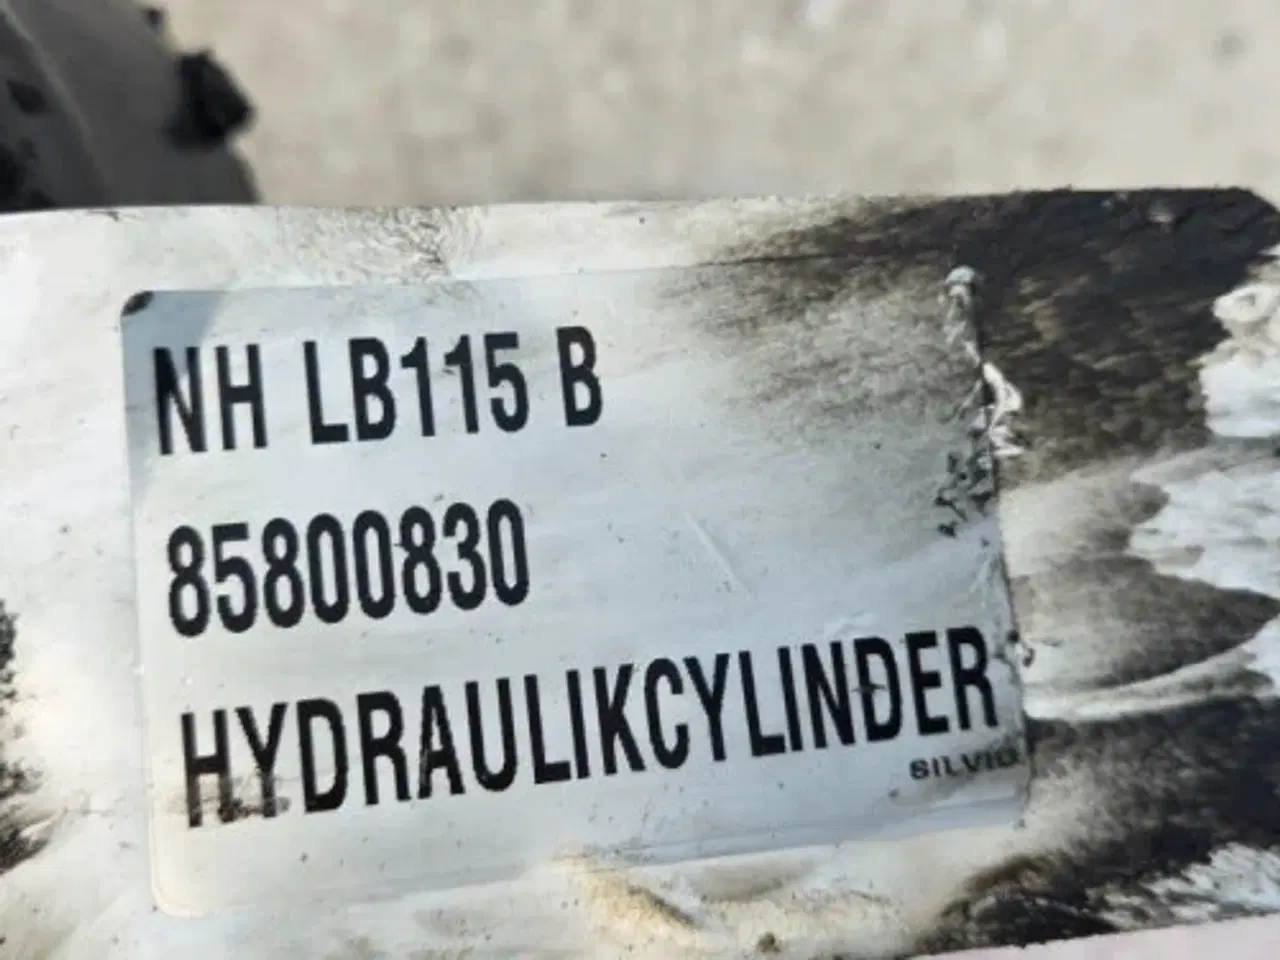 NH LB115 B
85800830
HYDRAULIKCYLINDER
SILVIO